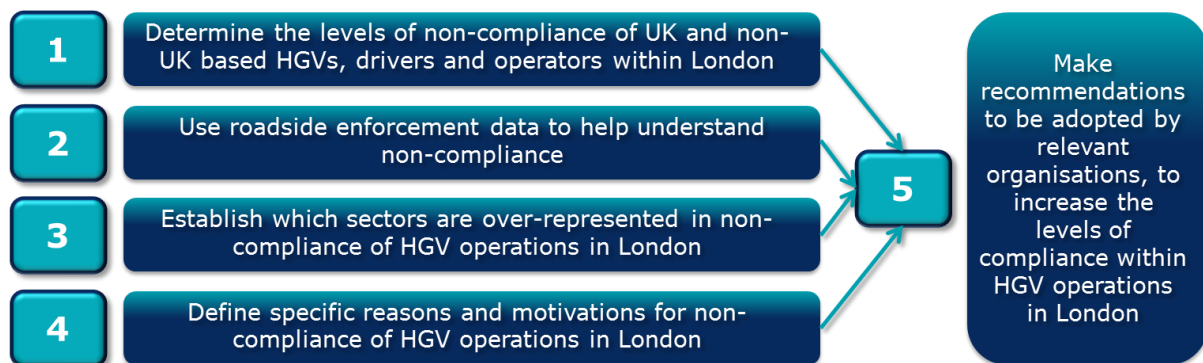 1
Determine the levels of non-compliance of UK and non-
UK based HGVs, drivers and operators within London
2
Use roadside enforcement data to help understand
non-compliance
3
Establish which sectors are over-represented in non-
compliance of HGV operations in London
4
Define specific reasons and motivations for non-
compliance of HGV operations in London
5
Make
recommendations
to be adopted by
relevant
organisations, to
increase the
levels of
compliance within
HGV operations
in London